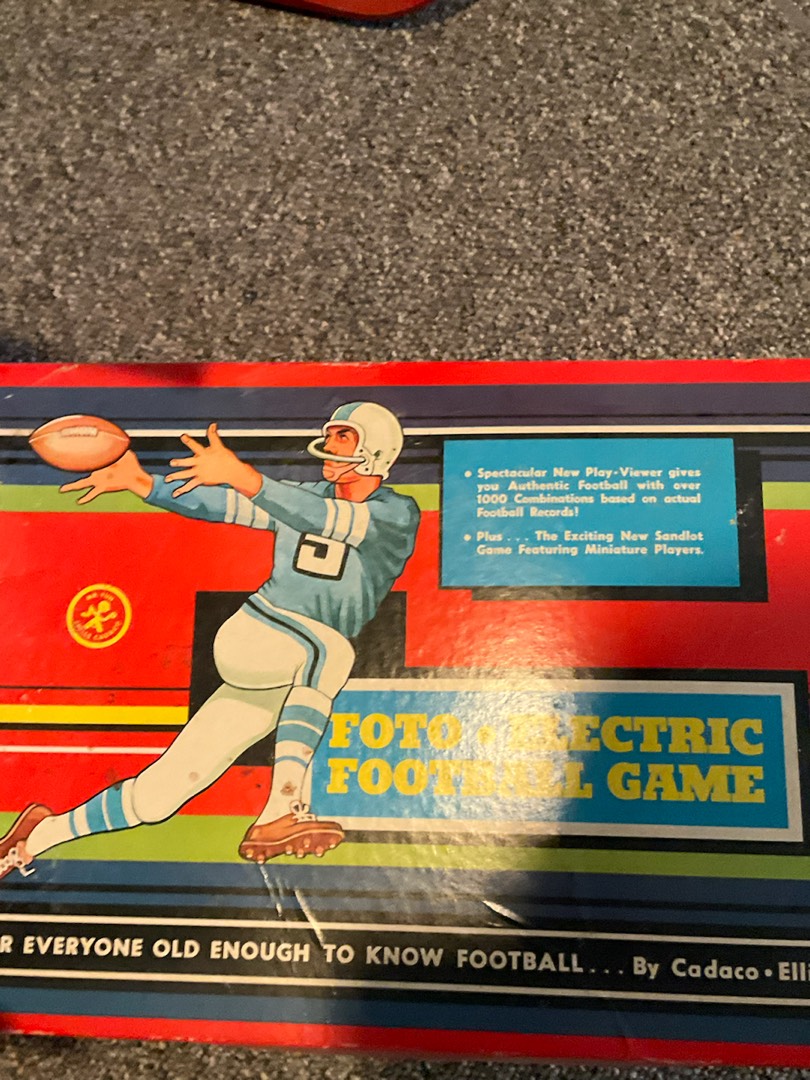 • Spectacular New Play-Viewer gives
you Authentic Football with over
1000 Combinations based on actual
Football Records!
• Plus... The Exciting New Sandlot
Game Featuring Miniature Players.
5
FOTO • ELECTRIC
FOOTBALL GAME
R EVERYONE OLD ENOUGH TO KNOW FOOTBALL... By Cadaco • Elli